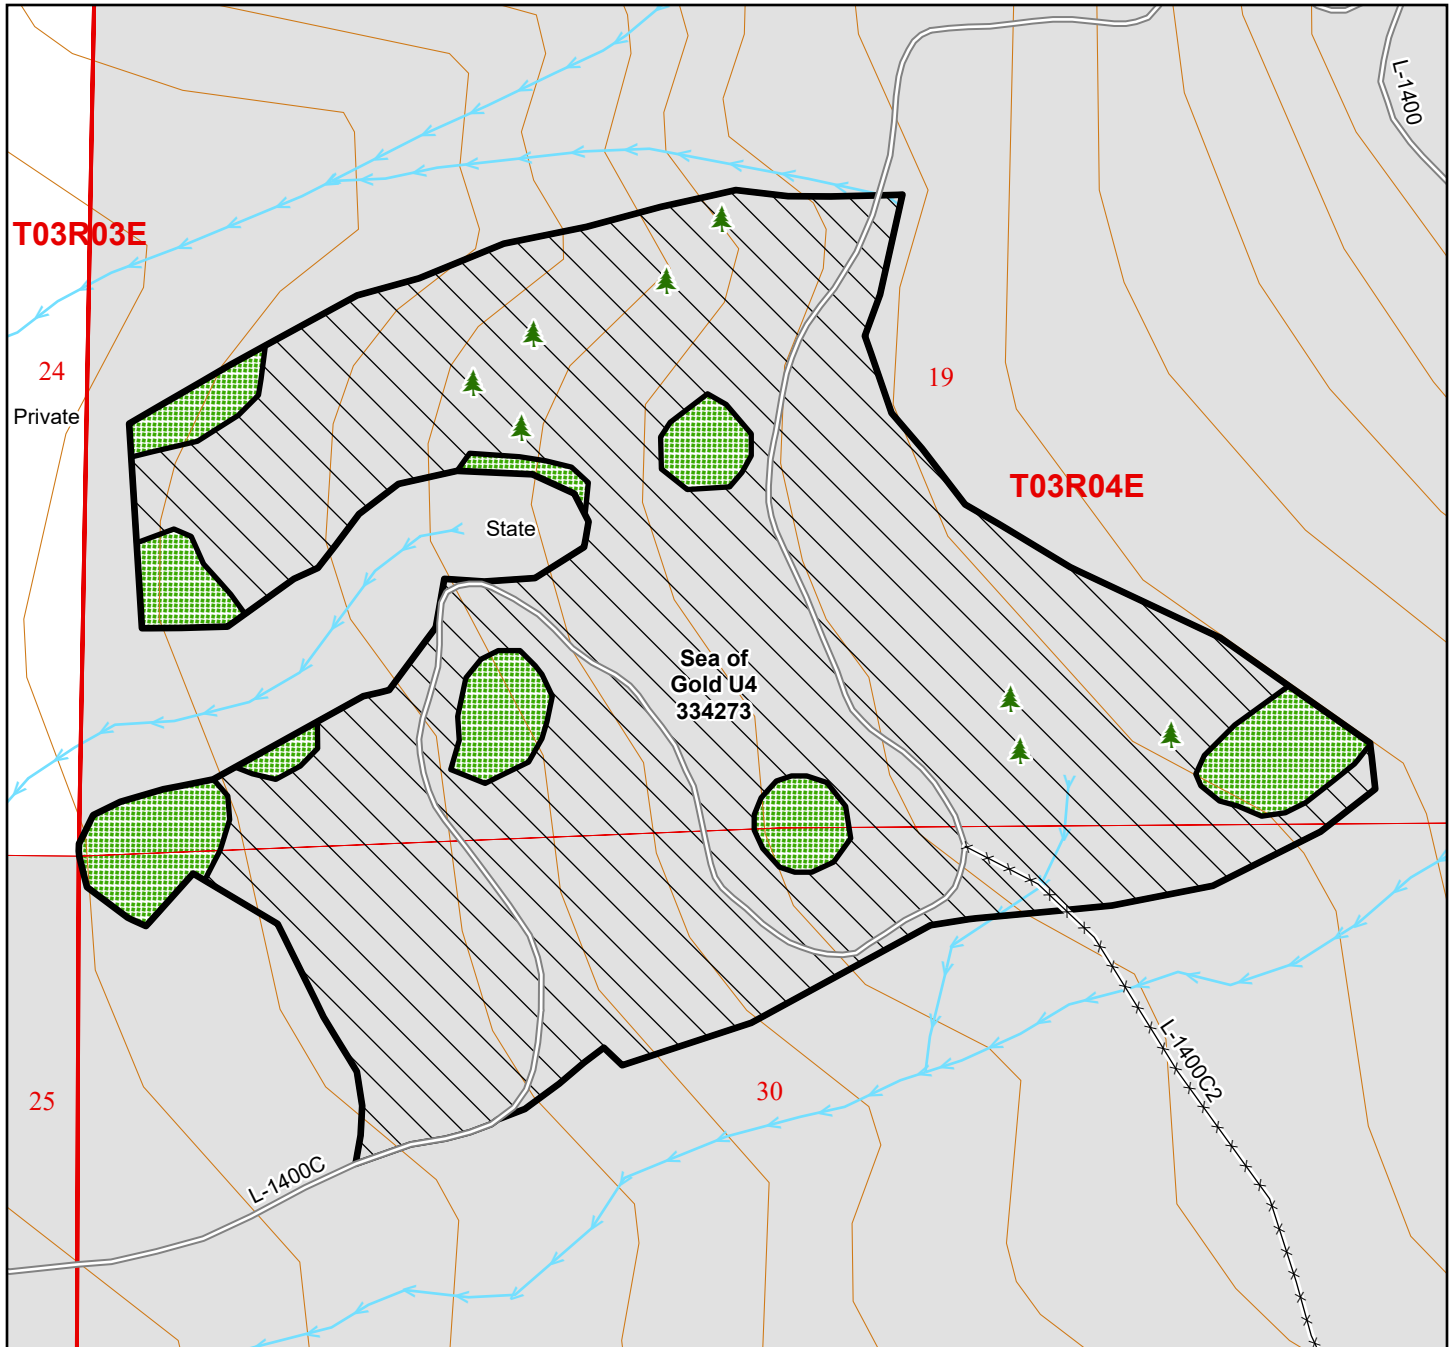 L-1400
T03R03E
24
19
Private
T03R04E
State
Sea of
Gold U4
334273
L-1400C2
25
30
L-1400C